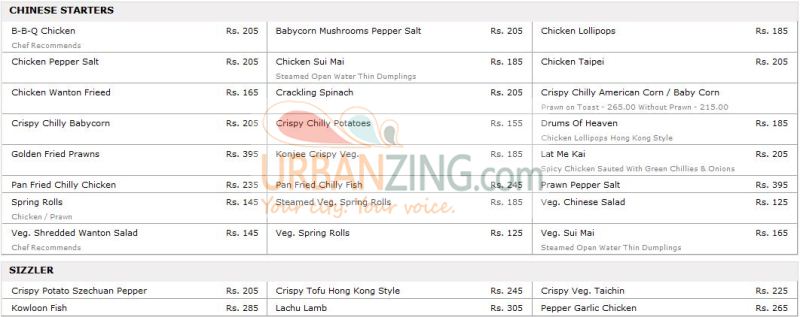 CHINESE STARTERS
B-B-Q Chicken Rs. 205 Babycorn Mushrooms Pepper Salt Rs. 205 Chicken Lollipops Rs. 185
Chef Recommends
Chicken Pepper Salt Rs. 205 Chicken Sui Mai Rs. 185 Chicken Taipei Rs. 205
Steamed Open Water Thin Dumplings
Chicken Wanton Frieed Rs. 165 Crackling Spinach Rs. 205 Crispy Chilly American Corn / Baby Corn
Prawn on Toast - 265.00 Without Prawn - 215.00
Crispy Chilly Babycorn Rs. 205 Crispy Chilly Potatoes Rs. 155 Drums Of Heaven Rs. 185
Chicken Lollipops Hong Kong Style
Golden Fried Prawns Rs. 395 Konjee Crispy Veg. Rs. 185 Lat Me Kai Rs. 205
Spicy Chicken Sauted With Green Chillies & Onions
URBANZING.com
Pan Fried Chilly Chicken Rs. 235 Pan Fried Chilly Fish Rs. 245 Prawn Pepper Salt Rs. 395
Spring Rolls Rs. 145 Steamed Veg. Spring Rolls Rs. 185 Veg. Chinese Salad Rs. 125
Your city. Your voice.
Chicken / Prawn
Veg. Shredded Wanton Salad Rs. 145 Veg. Spring Rolls Rs. 125 Veg. Sui Mai Rs. 165
Chef Recommends Steamed Open Water Thin Dumplings
SIZZLER
Crispy Potato Szechuan Pepper Rs. 205 Crispy Tofu Hong Kong Style Rs. 245 Crispy Veg. Taichin Rs. 225
Kowloon Fish Rs. 285 Lachu Lamb Rs. 305 Pepper Garlic Chicken Rs. 265